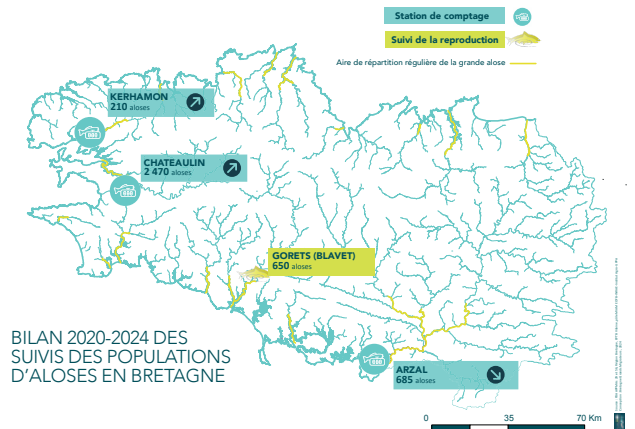 Station de comptage
Suivi de la reproduction
Aire de répartition régulière de la grande alose
KERHAMON
210 aloses
CHATEAULIN
2 470 aloses
GORETS (BLAVET)
650 aloses
BILAN 2020-2024 DES
SUIVIS DES POPULATIONS
D'ALOSES EN BRETAGNE
ARZAL
685 aloses
0 35 70 Km